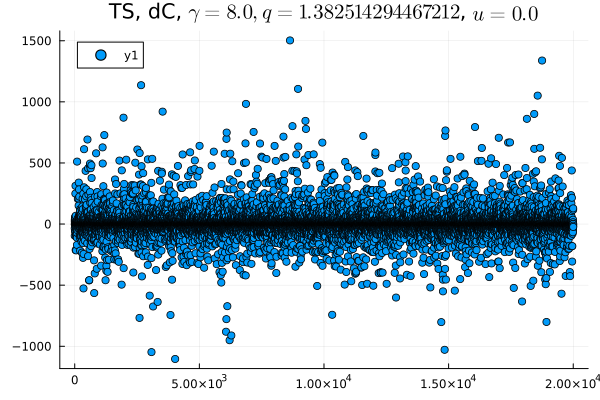 TS, dC, γ = 8.0, q = 1.382514294467212, u = 0.0
y1
1500
1000
500
0
−500
−1000
0 5.00×10³ 1.00×10⁴ 1.50×10⁴ 2.00×10⁴